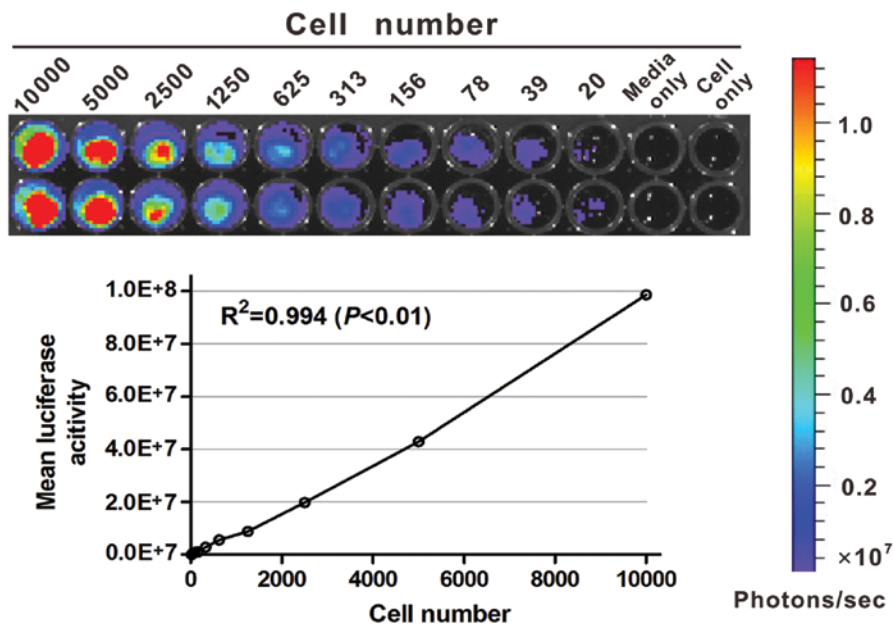 Cell number
10000 5000 2500 1250 625 313 156 78 39 20 Media only Cell only
1.0
0.8
0.6
0.4
0.2
×10⁷
Photons/sec
R²=0.994 (P<0.01)
1.0E+8
8.0E+7
6.0E+7
4.0E+7
2.0E+7
0.0E+7
Mean luciferase
acitivity
0 2000 4000 6000 8000 10000
Cell number